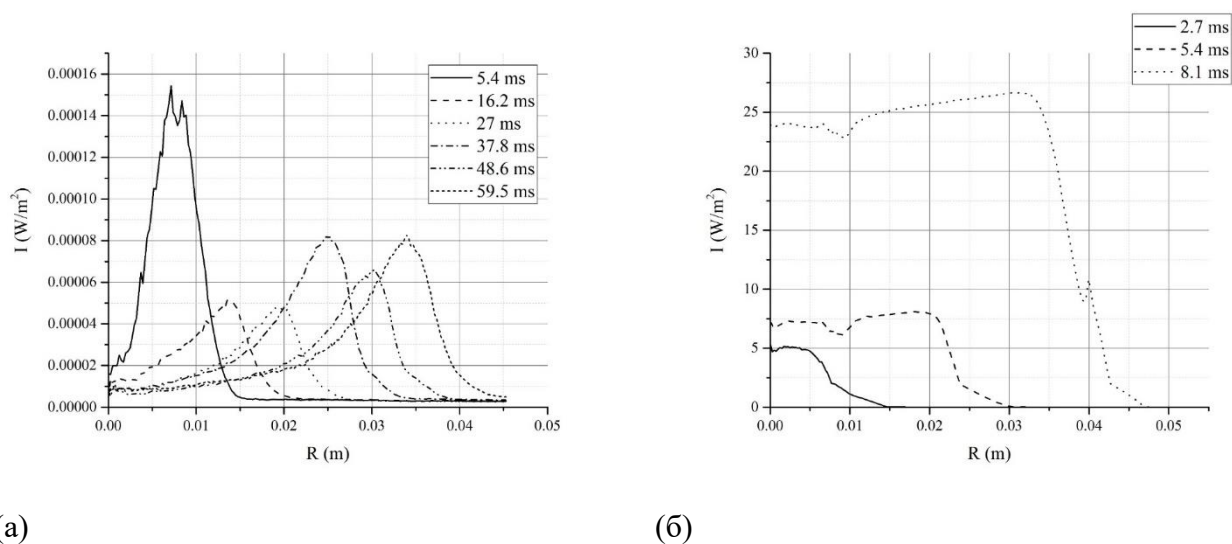 0.00016
0.00014
0.00012
0.00010
0.00008
0.00006
0.00004
0.00002
0.00000
I (W/m²)
0.00 0.01 0.02 0.03 0.04 0.05
R (m)
5.4 ms
16.2 ms
27 ms
37.8 ms
48.6 ms
59.5 ms
(а)
2.7 ms
5.4 ms
8.1 ms
30
25
20
15
10
5
0
I (W/m²)
0.00 0.01 0.02 0.03 0.04 0.05
R (m)
(б)